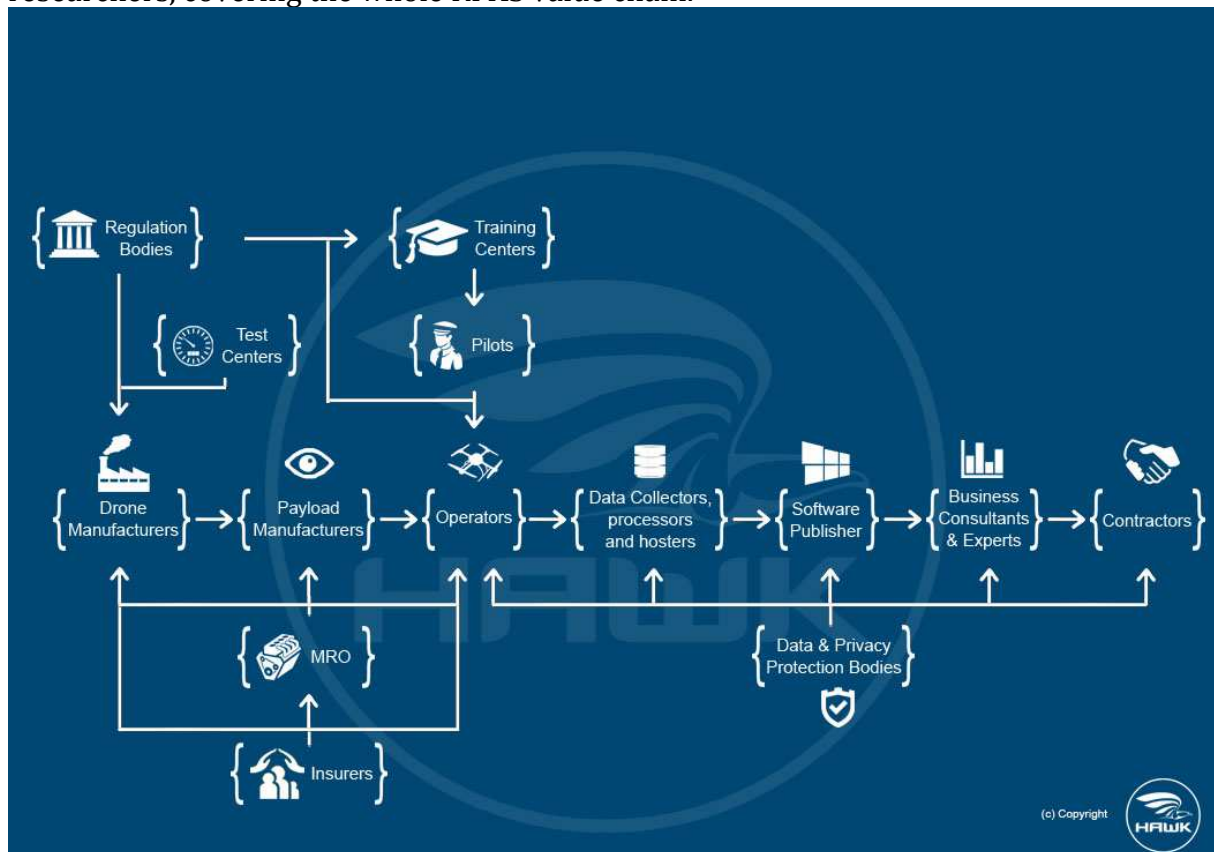 Regulation
Bodies
Training
Centers
Test
Centers
Pilots
Drone
Manufacturers
Payload
Manufacturers
Operators
Data Collectors,
processors
and hosters
Software
Publisher
Business
Consultants
& Experts
Contractors
HAWK
MRO
Data & Privacy
Protection Bodies
Insurers
(c) Copyright
HAWK